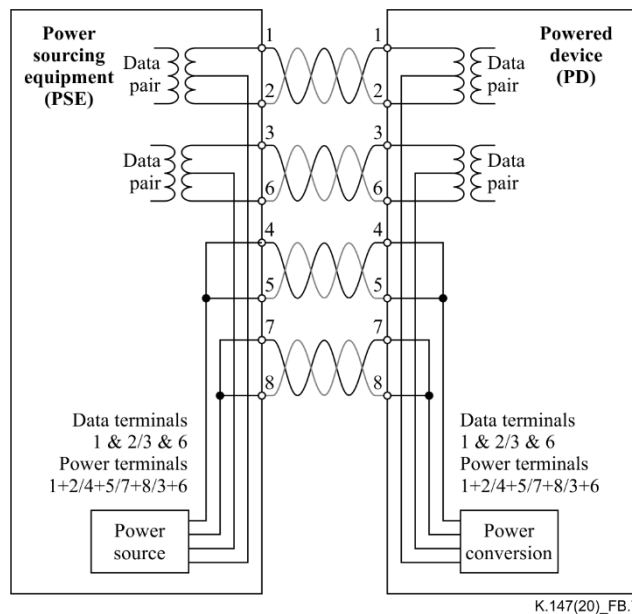 Power
sourcing
equipment
(PSE)
Data
pair
1
2
1
2
Data
pair
Powered
device
(PD)
Data
pair
3
6
3
6
Data
pair
4
5
4
5
7
8
7
8
Data terminals
1 & 2/3 & 6
Power terminals
1+2/4+5/7+8/3+6
Power
source
Data terminals
1 & 2/3 & 6
Power terminals
1+2/4+5/7+8/3+6
Power
conversion